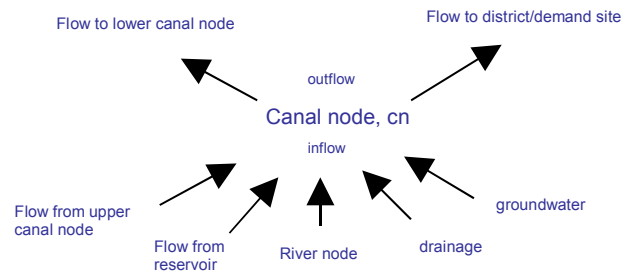 Flow to lower canal node
Flow to district/demand site
outflow
Canal node, cn
inflow
Flow from upper
canal node
Flow from
reservoir
River node
drainage
groundwater